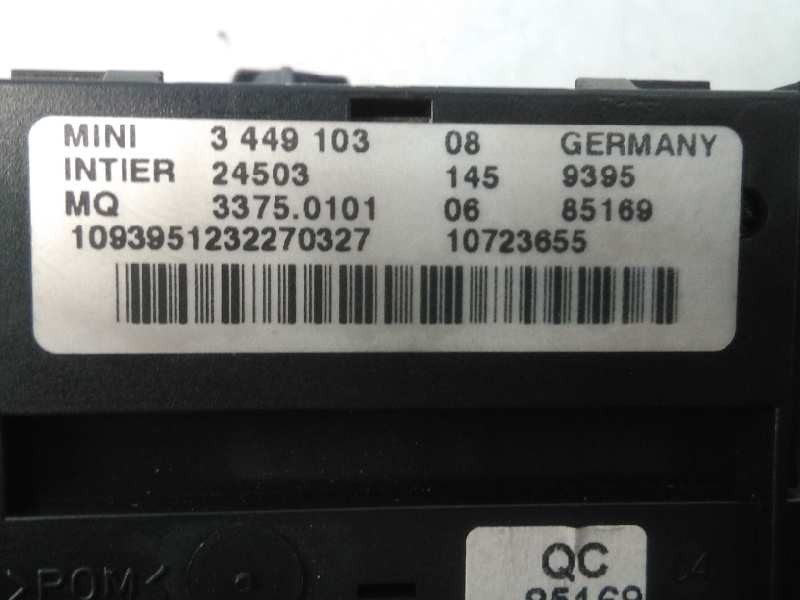 MINI 3 449 103 08 GERMANY
INTIER 24503 145 9395
MQ 3375.0101 06 85169
1093951232270327 10723655
QC
>POM<
85169